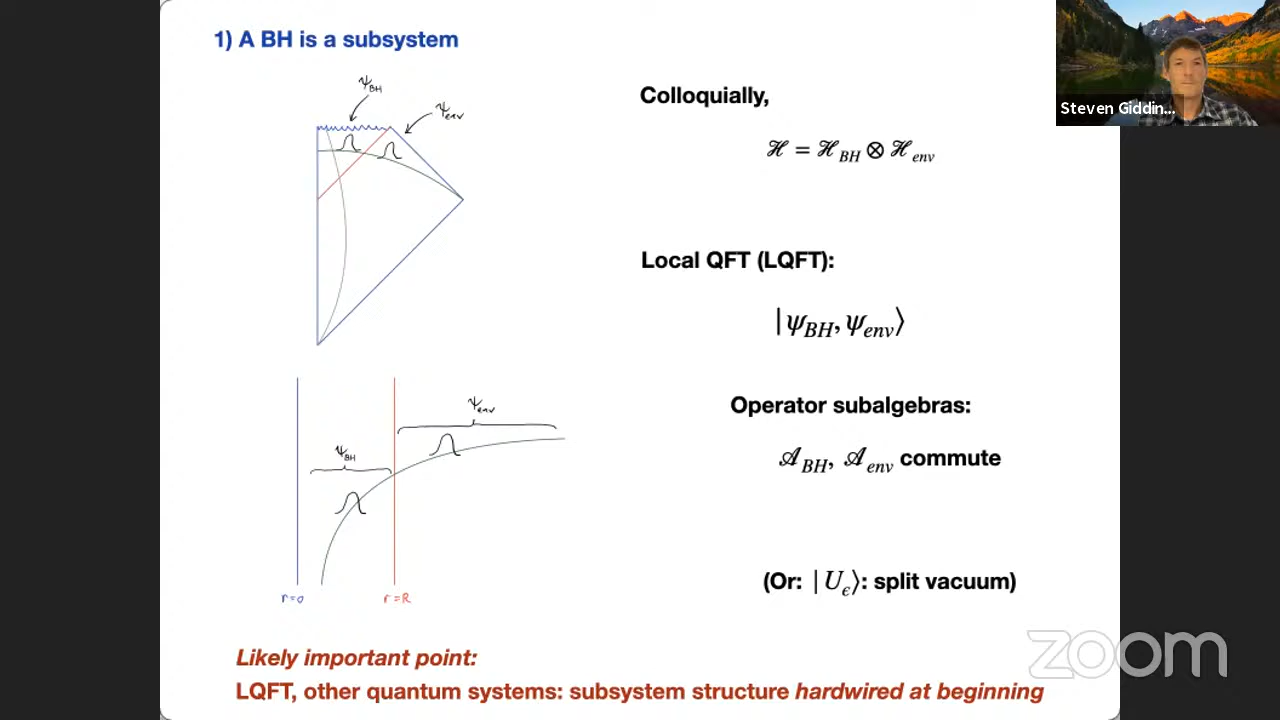 1) A BH is a subsystem
Steven Giddin...
ψ_BH
ψ_env
Colloquially,
ℋ = ℋ_BH ⊗ ℋ_env
Local QFT (LQFT):
|ψ_BH, ψ_env⟩
ψ_env
ψ_BH
Operator subalgebras:
𝒜_BH, 𝒜_env commute
(Or: |U_ϵ⟩: split vacuum)
r=0
r=R
Likely important point:
LQFT, other quantum systems: subsystem structure hardwired at beginning
zoom